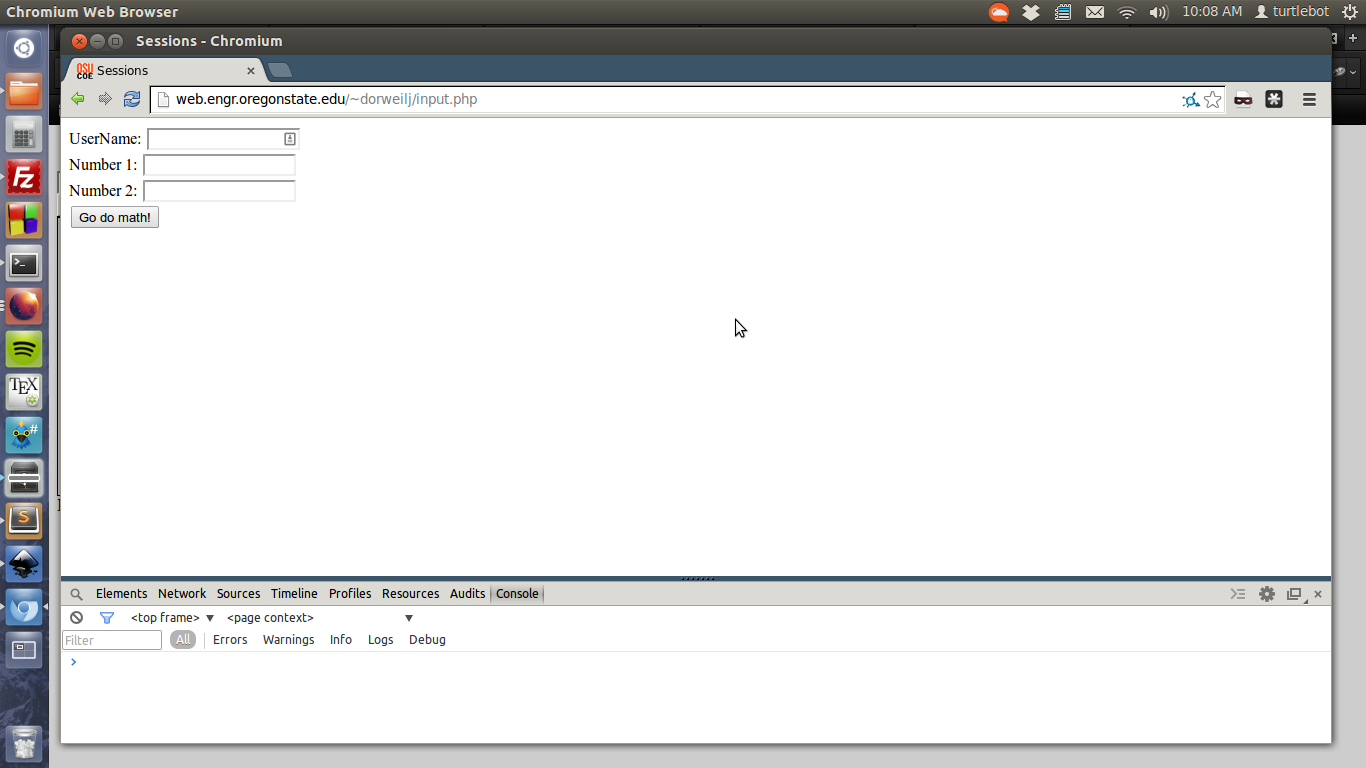 Chromium Web Browser
10:08 AM turtlebot
Sessions - Chromium
OSU
COE
Sessions
web.engr.oregonstate.edu/~dorweilj/input.php
UserName:
Number 1:
Number 2:
Go do math!
Fz
>_
TEX
#
S
Elements Network Sources Timeline Profiles Resources Audits Console
<top frame> <page context>
Filter All Errors Warnings Info Logs Debug
>